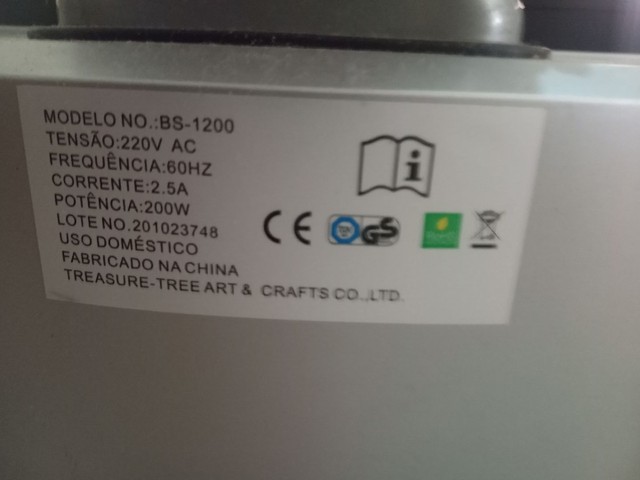 MODELO NO.:BS-1200
TENSÃO:220V AC
FREQUÊNCIA:60HZ
CORRENTE:2.5A
POTÊNCIA:200W
LOTE NO.201023748
USO DOMÉSTICO
FABRICADO NA CHINA
TREASURE-TREE ART & CRAFTS CO.,LTD.
i
CE
GS